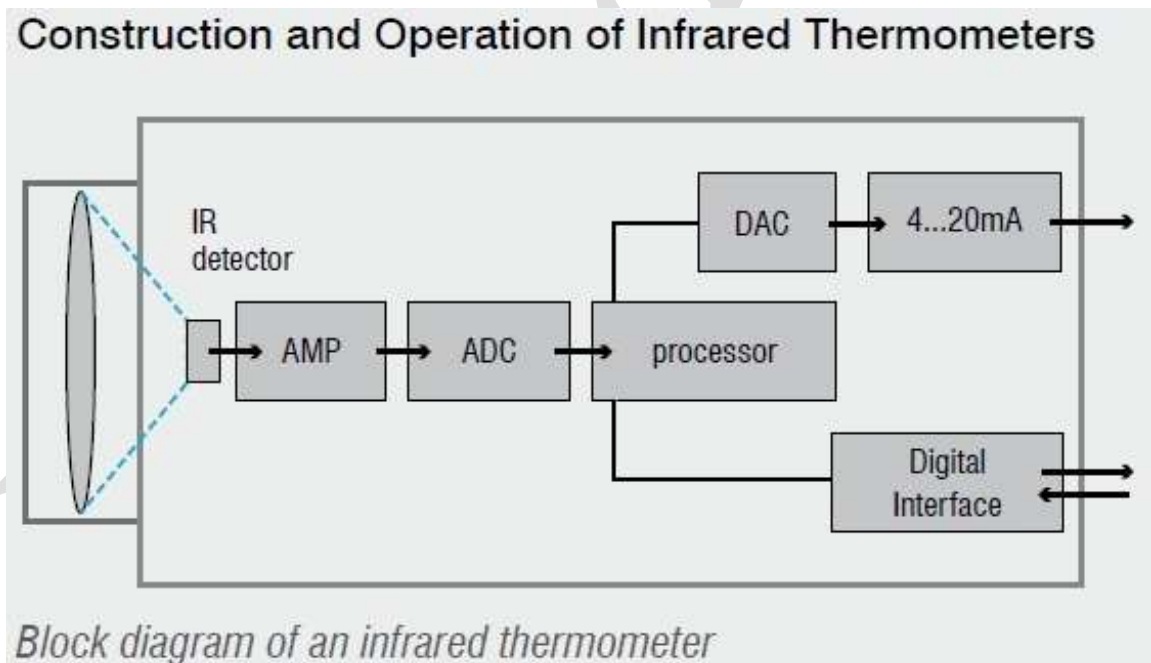 Construction and Operation of Infrared Thermometers
IR
detector
AMP
ADC
processor
DAC
4...20mA
Digital
Interface
Block diagram of an infrared thermometer